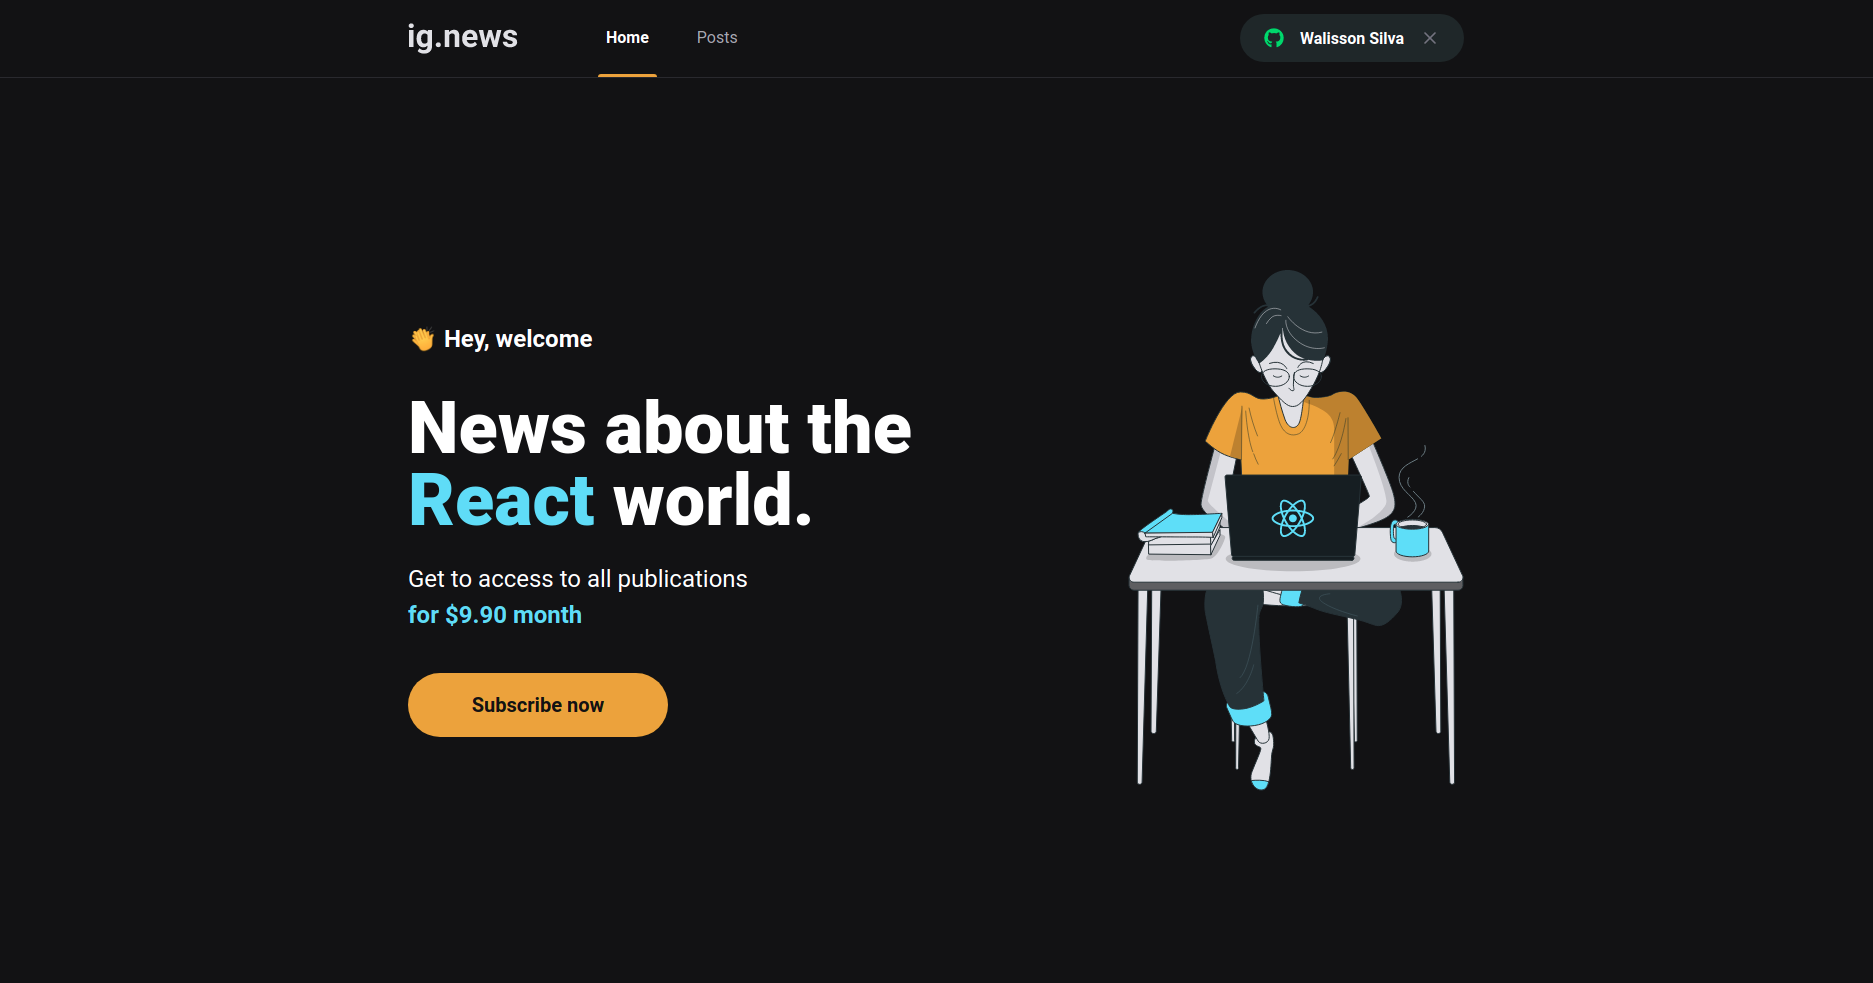 ig.news
Home
Posts
Walisson Silva
👏 Hey, welcome
News about the
React world.
Get to access to all publications
for $9.90 month
Subscribe now